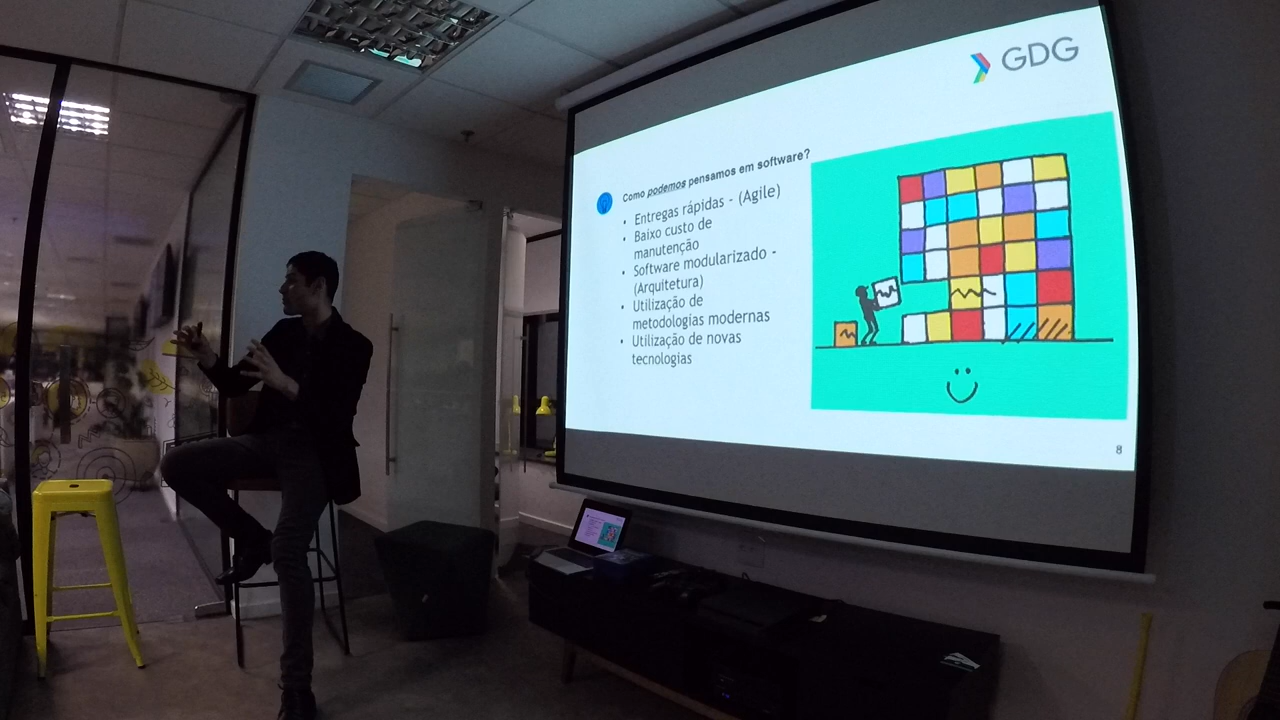 GDG
Como podemos pensamos em software?
• Entregas rápidas - (Agile)
• Baixo custo de
manutenção
• Software modularizado -
(Arquitetura)
• Utilização de
metodologias modernas
• Utilização de novas
tecnologias
8